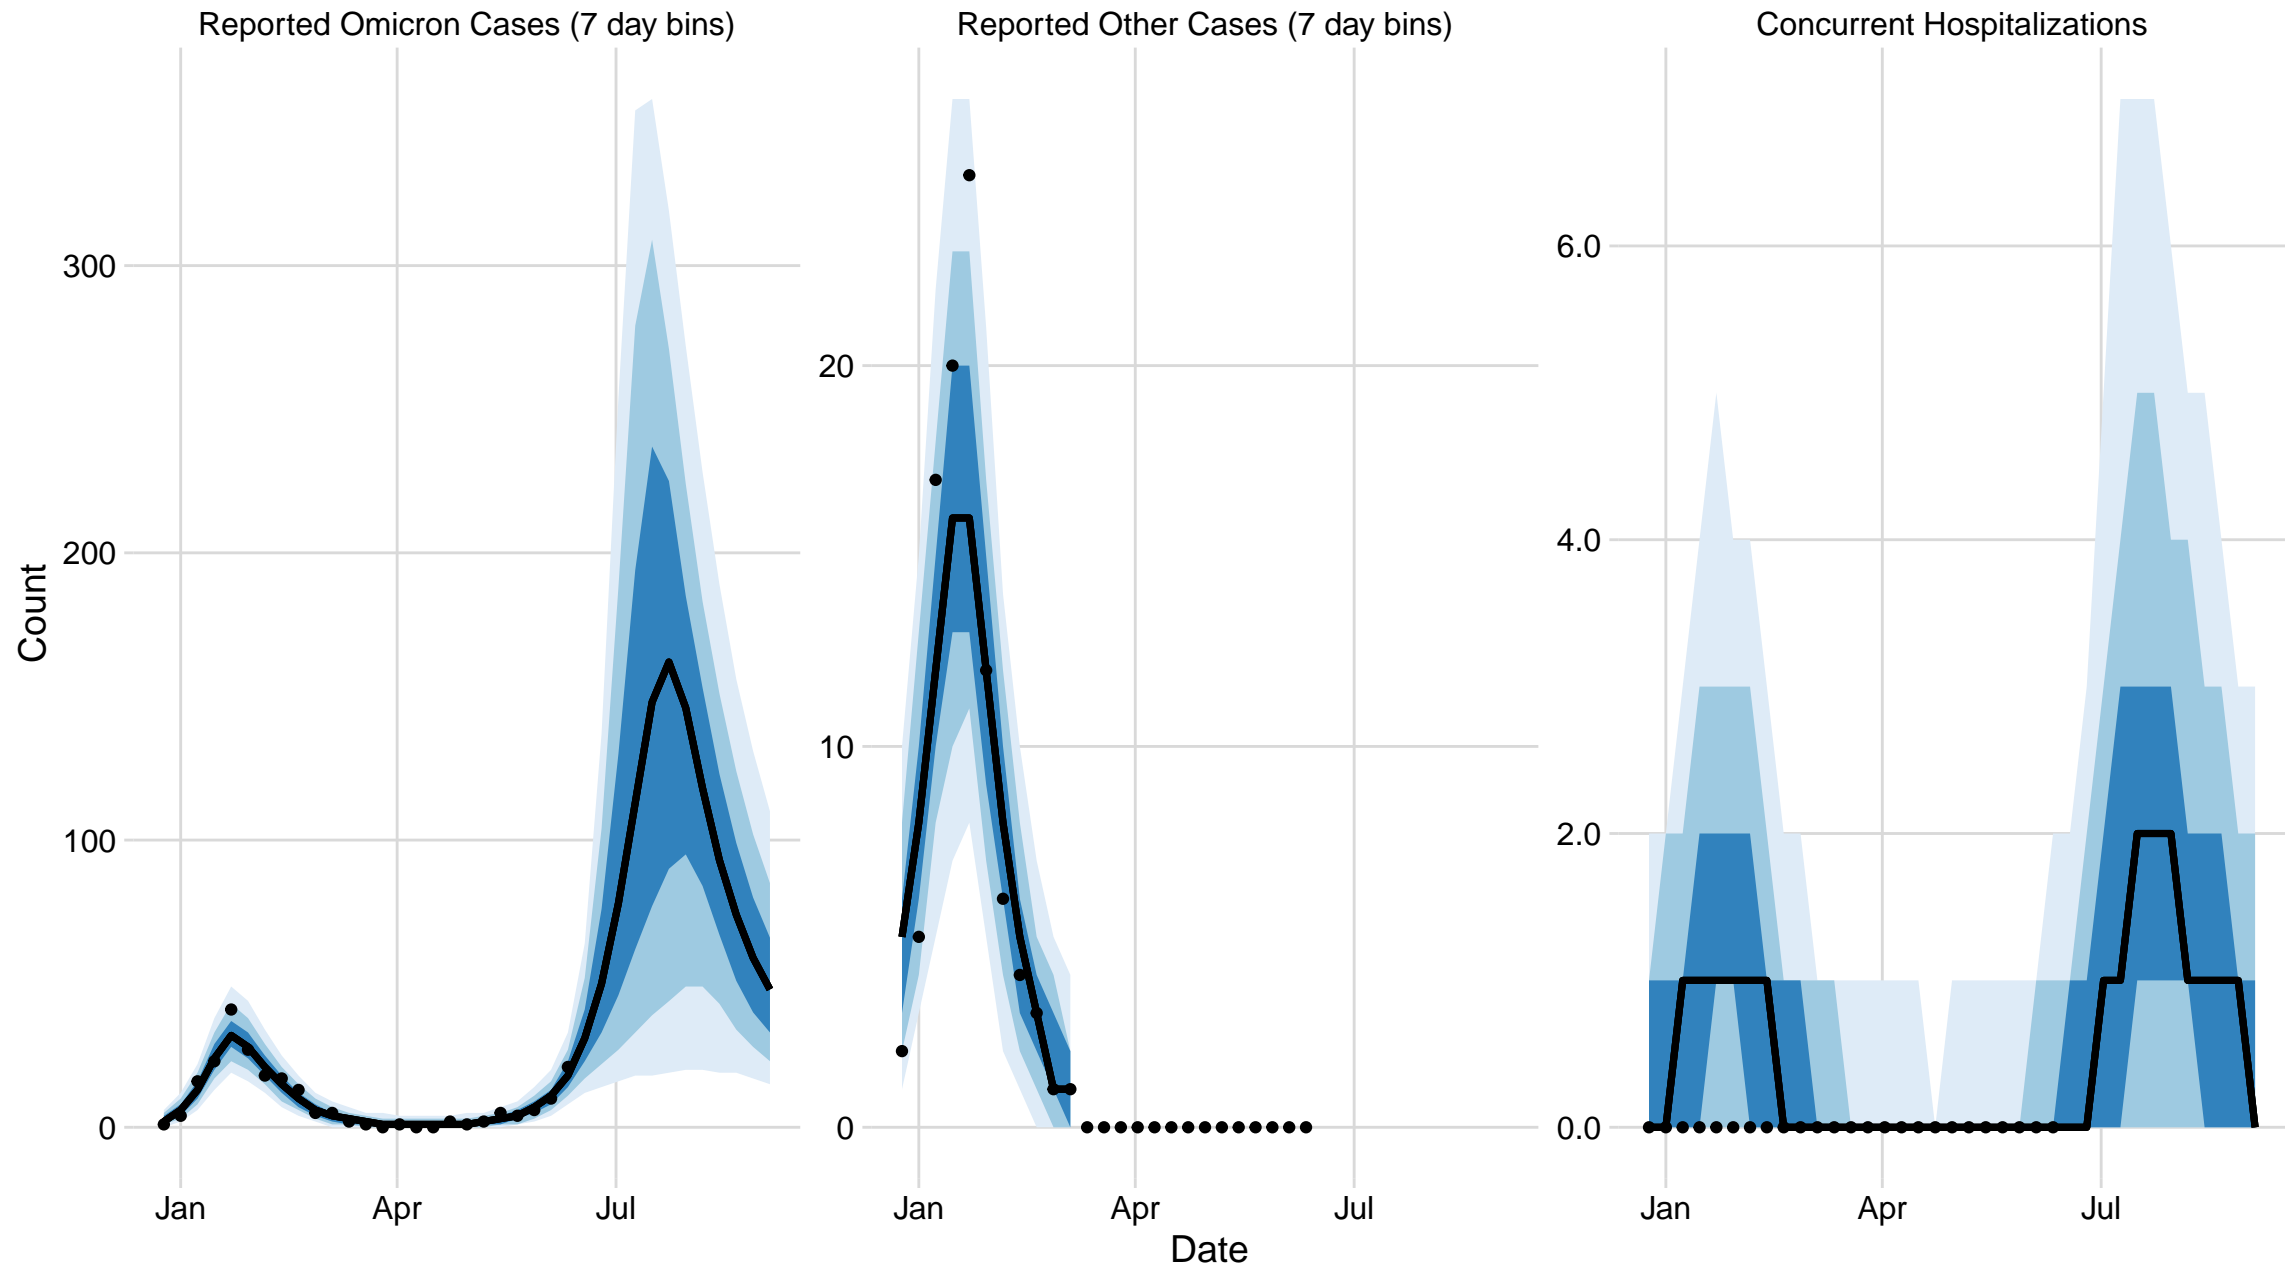 Reported Omicron Cases (7 day bins)
Reported Other Cases (7 day bins)
Concurrent Hospitalizations
Count
300
200
100
0
20
10
0
6.0
4.0
2.0
0.0
Jan Apr Jul
Jan Apr Jul
Jan Apr Jul
Date